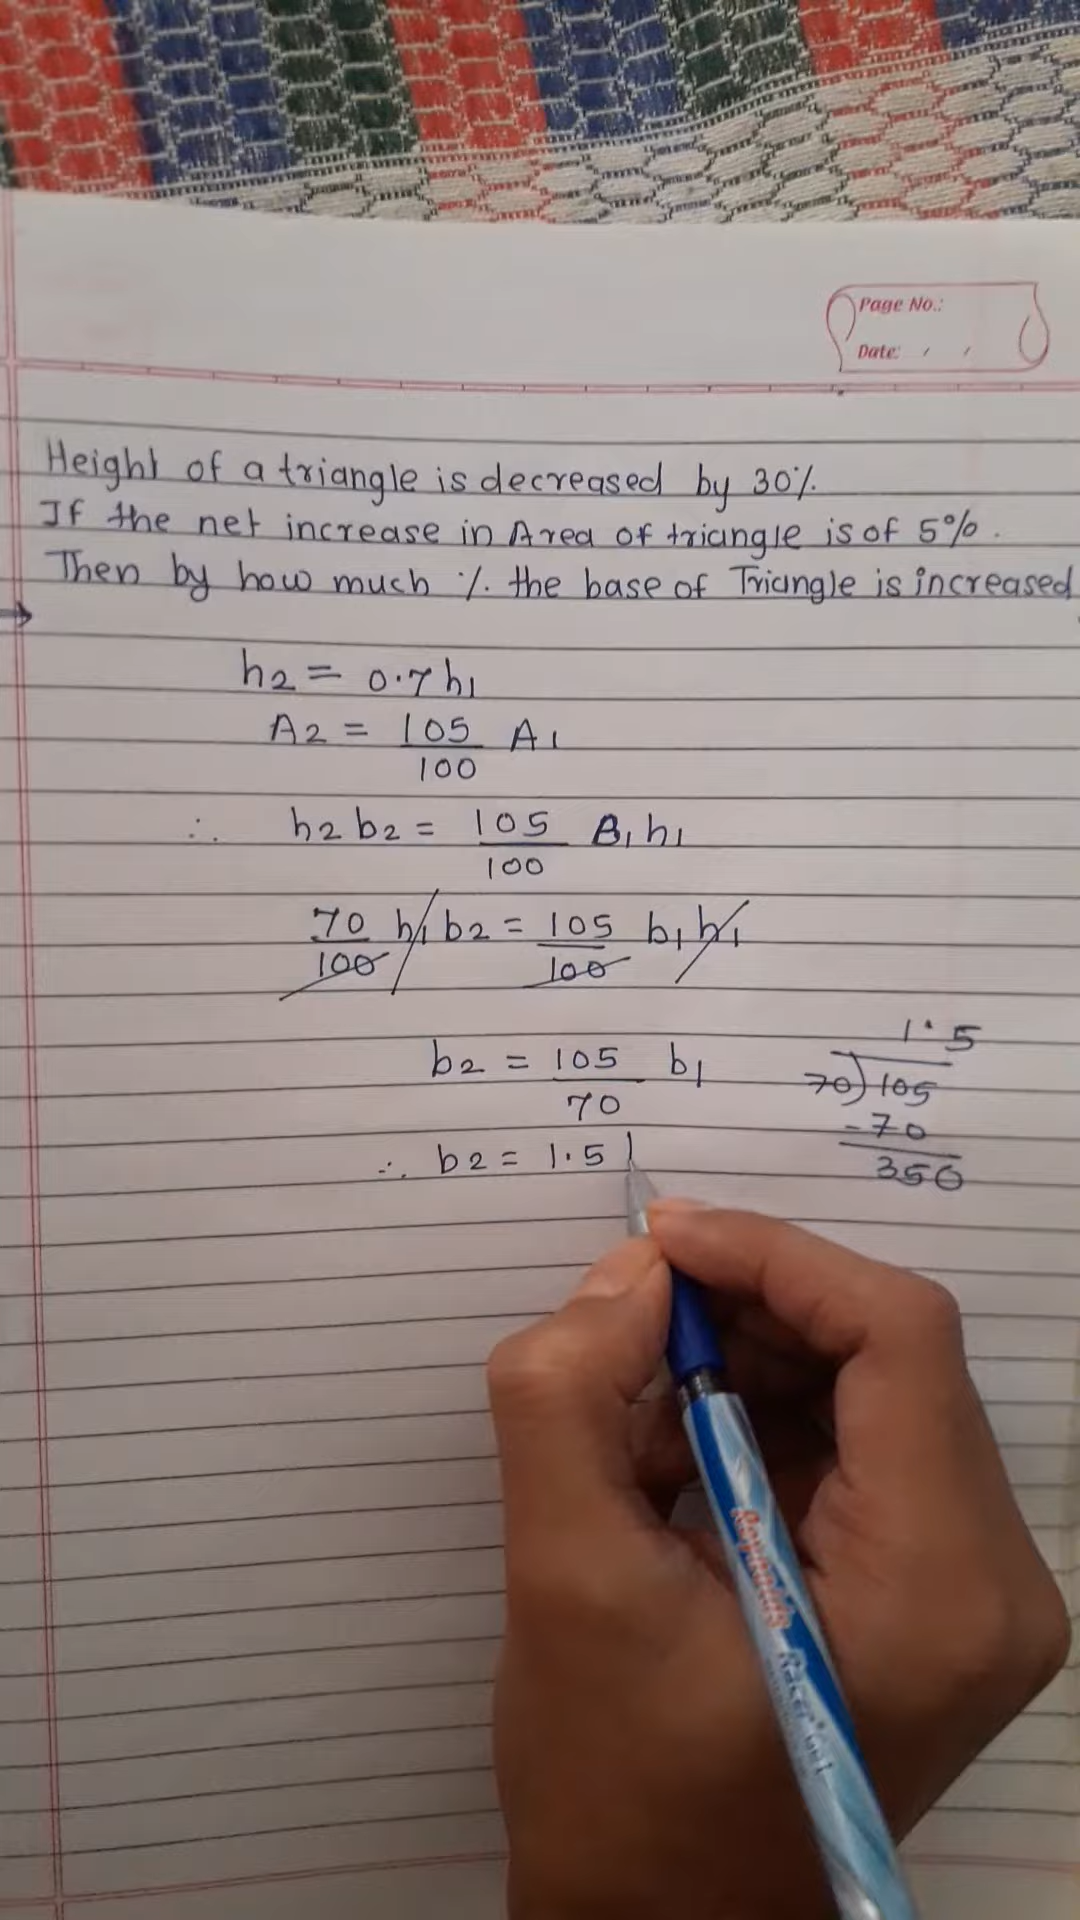 Page No.:
Date: / /
Height of a triangle is decreased by 30%.
If the net increase in Area of triangle is of 5%.
Then by how much % the base of Triangle is increased
→
h2 = 0.7 h1
A2 = 105/100 A1
∴ h2 b2 = 105/100 B1 h1
70/100 h1 b2 = 105/100 b1 h1
b2 = 105/70 b1
∴ b2 = 1.5
1.5
70)105
-70
350
Reynolds Racer Gel